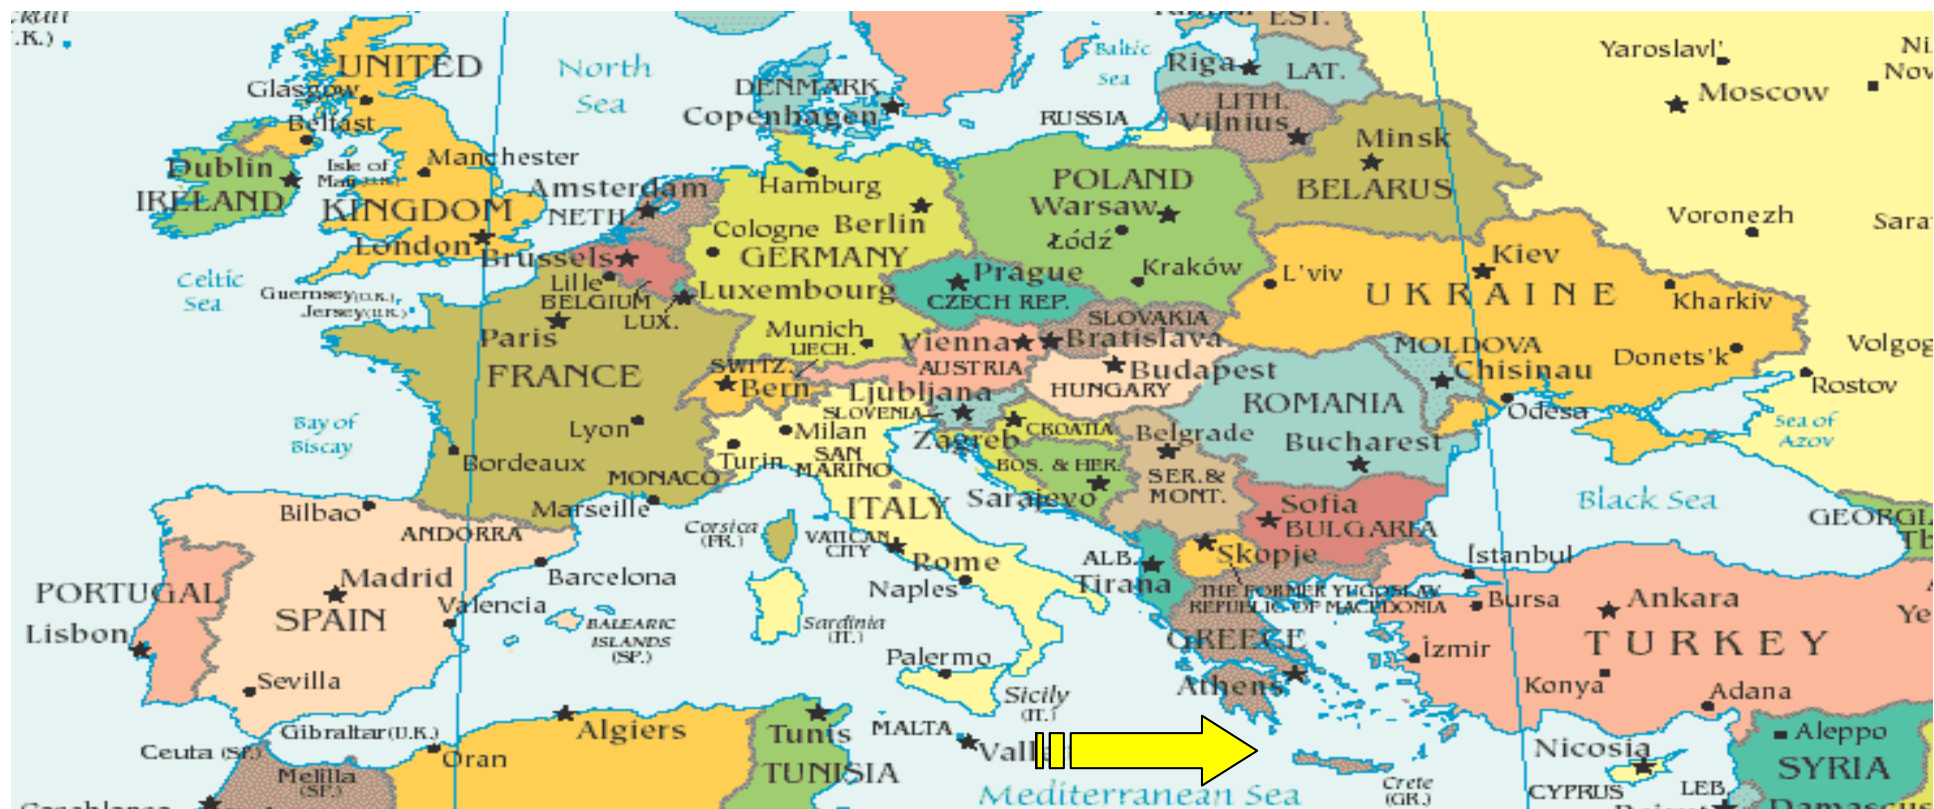 (U.K.)
North
Sea
UNITED
Glasgow
Belfast
Dublin
IRELAND
Isle of
Man (U.K.)
Manchester
KINGDOM
London
Celtic
Sea
Guernsey (U.K.)
Jersey (U.K.)
DENMARK
Copenhagen
Baltic
Sea
EST.
Riga
LAT.
LITH.
Vilnius
RUSSIA
Minsk
BELARUS
Yaroslavl'
Moscow
Voronezh
Amsterdam
NETH.
Brussels
Lille
BELGIUM
LUX.
Luxembourg
Hamburg
Berlin
Cologne
GERMANY
Munich
LIECH.
POLAND
Warsaw
Łódź
Kraków
Prague
CZECH REP.
SLOVAKIA
Bratislava
Vienna
AUSTRIA
Budapest
HUNGARY
L'viv
Kiev
UKRAINE
Kharkiv
Donets'k
Odesa
Rostov
Volgog
Sea of
Azov
MOLDOVA
Chisinau
ROMANIA
Bucharest
Paris
FRANCE
SWITZ.
Bern
Lyon
Bordeaux
MONACO
Marseille
Bay of
Biscay
Ljubljana
SLOVENIA
Zagreb
CROATIA
BOS. & HER.
Sarajevo
Belgrade
SER.&
MONT.
Sofia
BULGARIA
Black Sea
GEORGIA
Tb
Milan
Turin
SAN
MARINO
ITALY
Corsica
(FR.)
VATICAN
CITY
Rome
Naples
Sardinia
(IT.)
Palermo
Sicily
(IT.)
ALB.
Tirana
Skopje
THE FORMER YUGOSLAV
REPUBLIC OF MACEDONIA
GREECE
Athens
Crete
(GR.)
İstanbul
Bursa
Ankara
TURKEY
İzmir
Konya
Adana
Bilbao
ANDORRA
Barcelona
Madrid
SPAIN
Valencia
BALEARIC
ISLANDS
(SP.)
PORTUGAL
Lisbon
Sevilla
Gibraltar (U.K.)
Ceuta (SP.)
Melilla
(SP.)
Oran
Algiers
Tunis
TUNISIA
MALTA
Valle
Mediterranean Sea
Nicosia
CYPRUS
LEB.
Aleppo
SYRIA